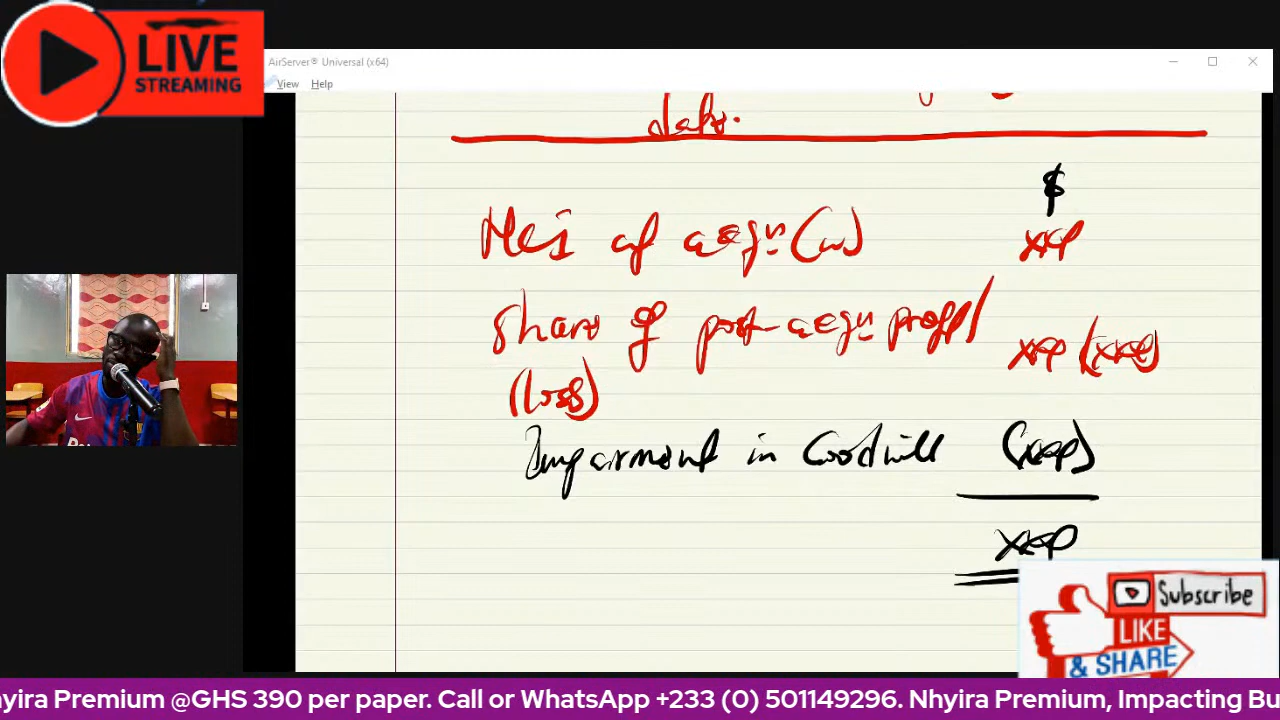 LIVE
STREAMING
AirServer® Universal (x64)
View Help
date.
$
of acqn (w) xxx
Share of post-acqn profit/
(loss) xxx (xxx)
Impairment in Goodwill (xxx)
xxx
Subscribe
LIKE
& SHARE
hyira Premium @GHS 390 per paper. Call or WhatsApp +233 (0) 501149296. Nhyira Premium, Impacting Bu